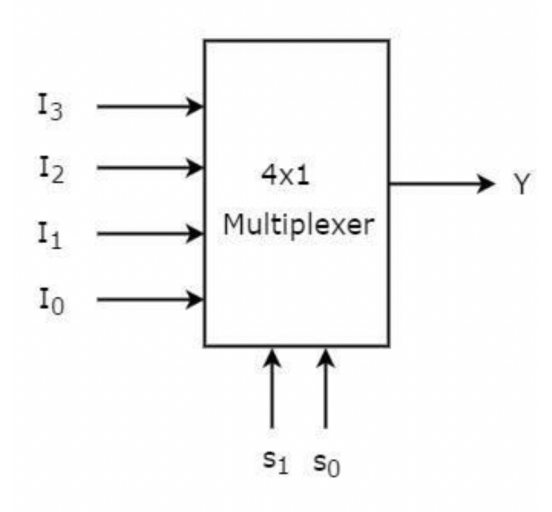 I₃
I₂
4x1
Y
Multiplexer
I₁
I₀
s₁ s₀